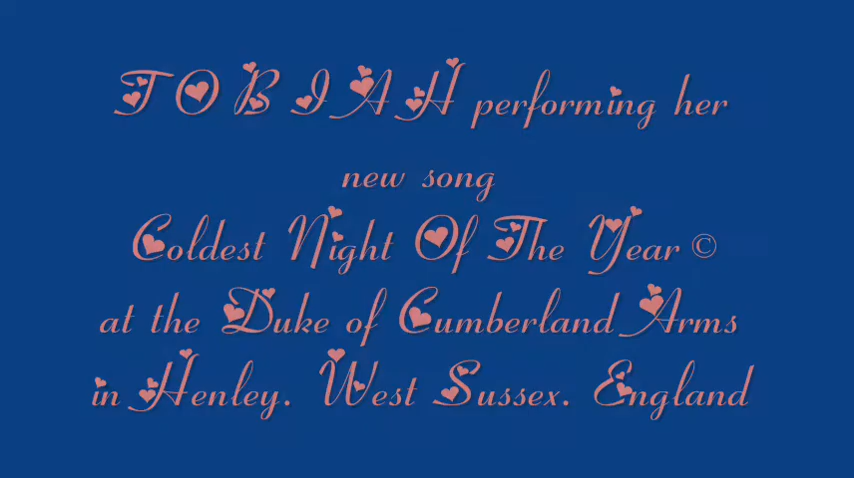 TOBIAH performing her
new song
Coldest Night Of The Year ©
at the Duke of Cumberland Arms
in Henley. West Sussex. England